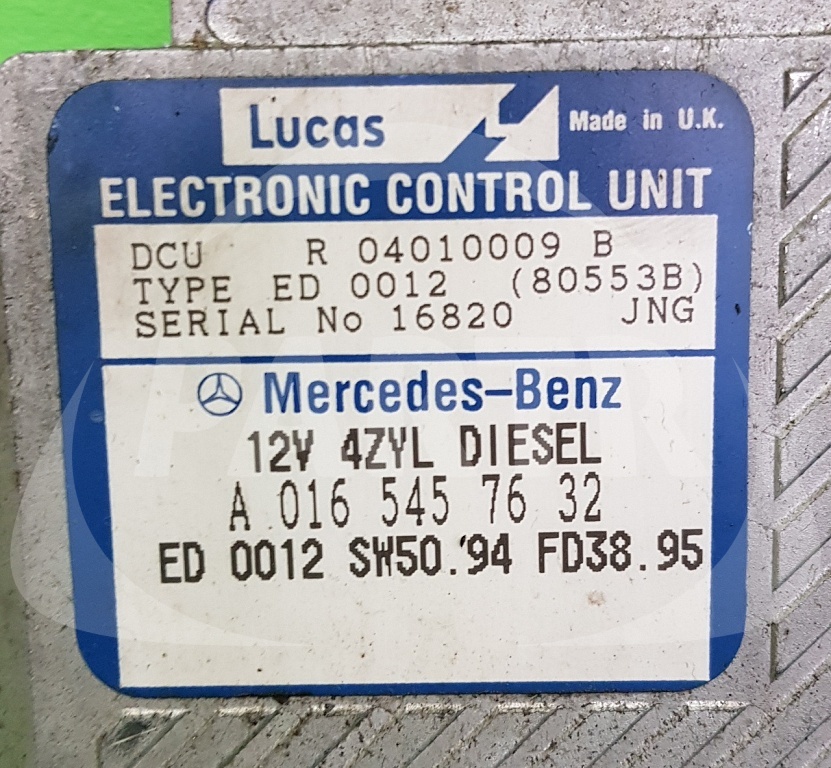 Lucas Made in U.K.
ELECTRONIC CONTROL UNIT
DCU R 04010009 B
TYPE ED 0012 (80553B)
SERIAL No 16820 JNG
Mercedes-Benz
12V 4ZYL DIESEL
A 016 545 76 32
ED 0012 SW50.'94 FD38.95